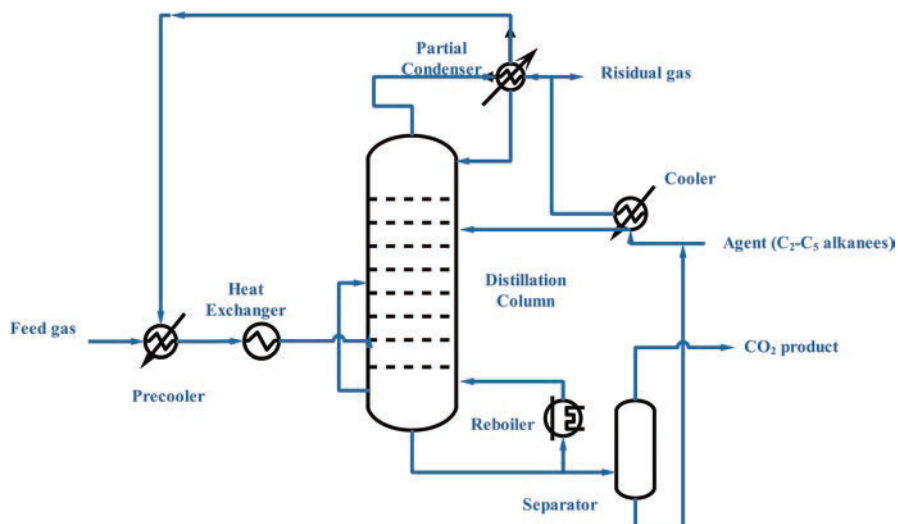 Partial
Condenser
Risidual gas
Cooler
Agent (C₂-C₅ alkanees)
Distillation
Column
Heat
Exchanger
Feed gas
Precooler
CO₂ product
Reboiler
Separator